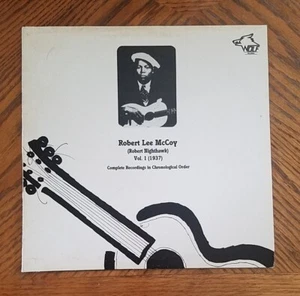 WOLF
Robert Lee McCoy
(Robert Nighthawk)
Vol. 1 (1937)
Complete Recordings in Chronological Order